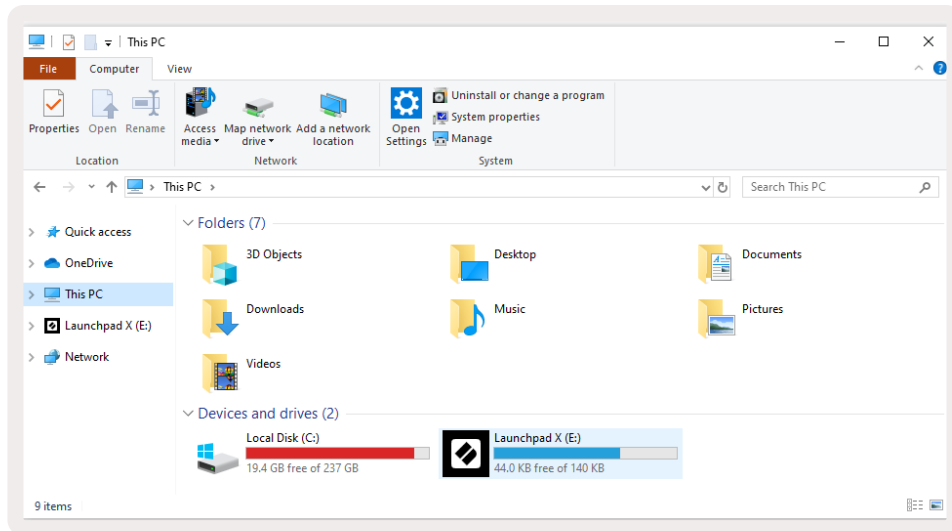 This PC
File Computer View
Properties Open Rename
Location
Access media
Map network drive
Add a network location
Network
Open Settings
Uninstall or change a program
System properties
Manage
System
This PC
Search This PC
Quick access
OneDrive
This PC
Launchpad X (E:)
Network
Folders (7)
3D Objects
Desktop
Documents
Downloads
Music
Pictures
Videos
Devices and drives (2)
Local Disk (C:)
19.4 GB free of 237 GB
Launchpad X (E:)
44.0 KB free of 140 KB
9 items